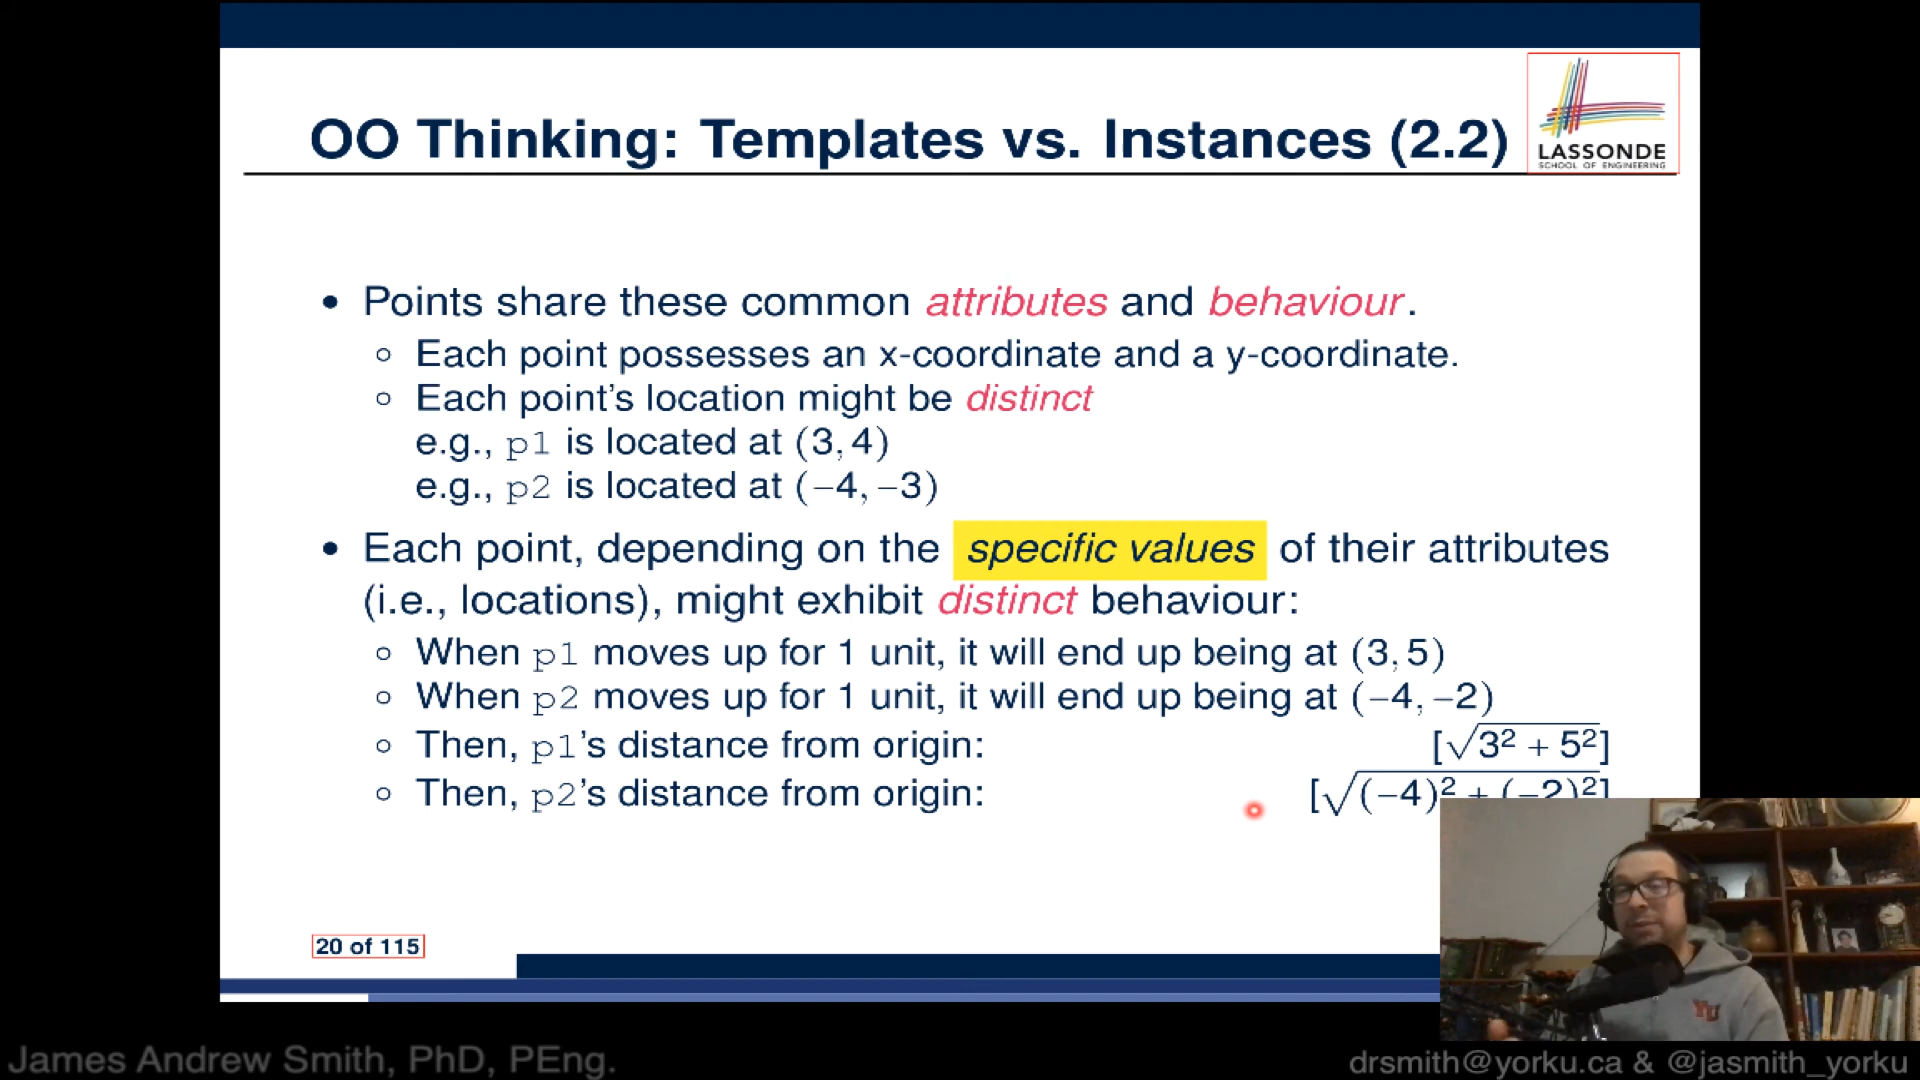 OO Thinking: Templates vs. Instances (2.2)
LASSONDE
SCHOOL OF ENGINEERING
• Points share these common attributes and behaviour.
◦ Each point possesses an x-coordinate and a y-coordinate.
◦ Each point's location might be distinct
e.g., p1 is located at (3, 4)
e.g., p2 is located at (−4, −3)
• Each point, depending on the specific values of their attributes
(i.e., locations), might exhibit distinct behaviour:
◦ When p1 moves up for 1 unit, it will end up being at (3, 5)
◦ When p2 moves up for 1 unit, it will end up being at (−4, −2)
◦ Then, p1's distance from origin: [√3² + 5²]
◦ Then, p2's distance from origin: [√(−4)² + (−2)²]
20 of 115
YU
James Andrew Smith, PhD, PEng.
drsmith@yorku.ca & @jasmith_yorku